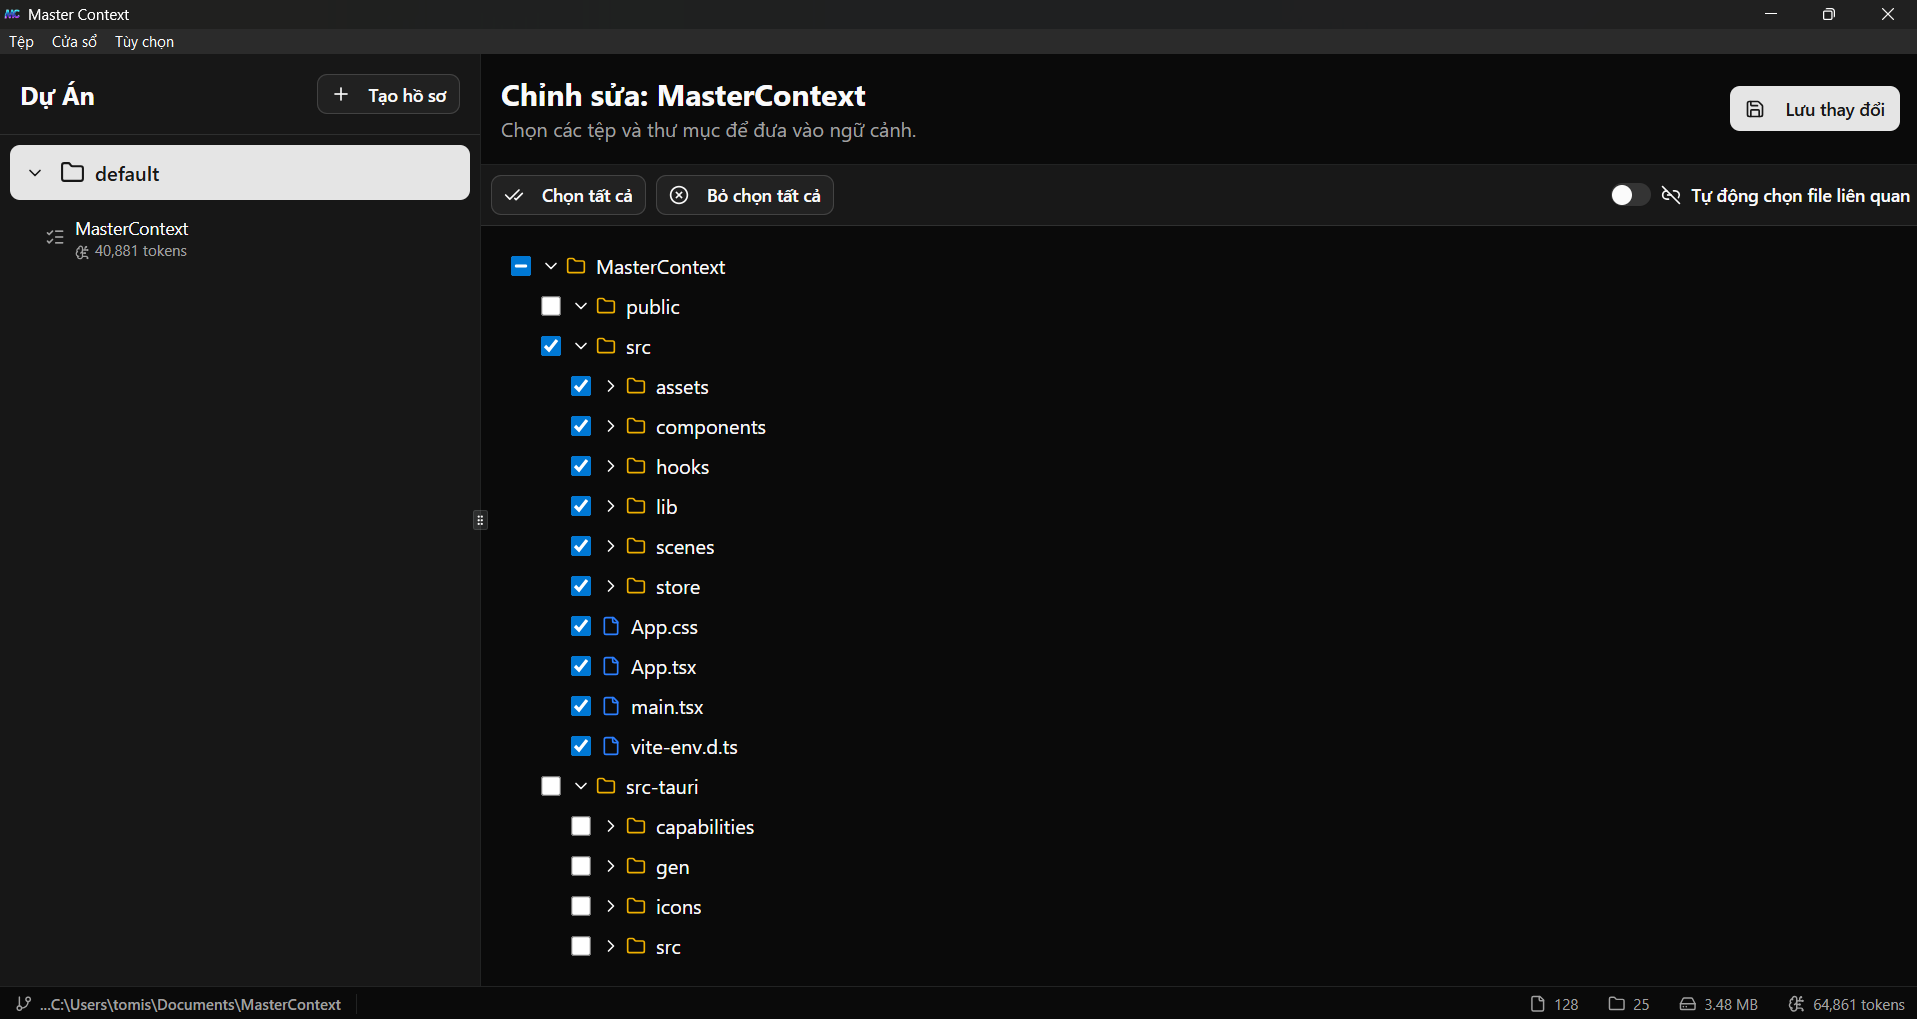 MC Master Context
Tệp Cửa sổ Tùy chọn
Dự Án
Tạo hồ sơ
default
MasterContext
40,881 tokens
Chỉnh sửa: MasterContext
Chọn các tệp và thư mục để đưa vào ngữ cảnh.
Lưu thay đổi
Chọn tất cả
Bỏ chọn tất cả
Tự động chọn file liên quan
MasterContext
public
src
assets
components
hooks
lib
scenes
store
App.css
App.tsx
main.tsx
vite-env.d.ts
src-tauri
capabilities
gen
icons
src
...C:\Users\tomis\Documents\MasterContext
128 25 3.48 MB 64,861 tokens